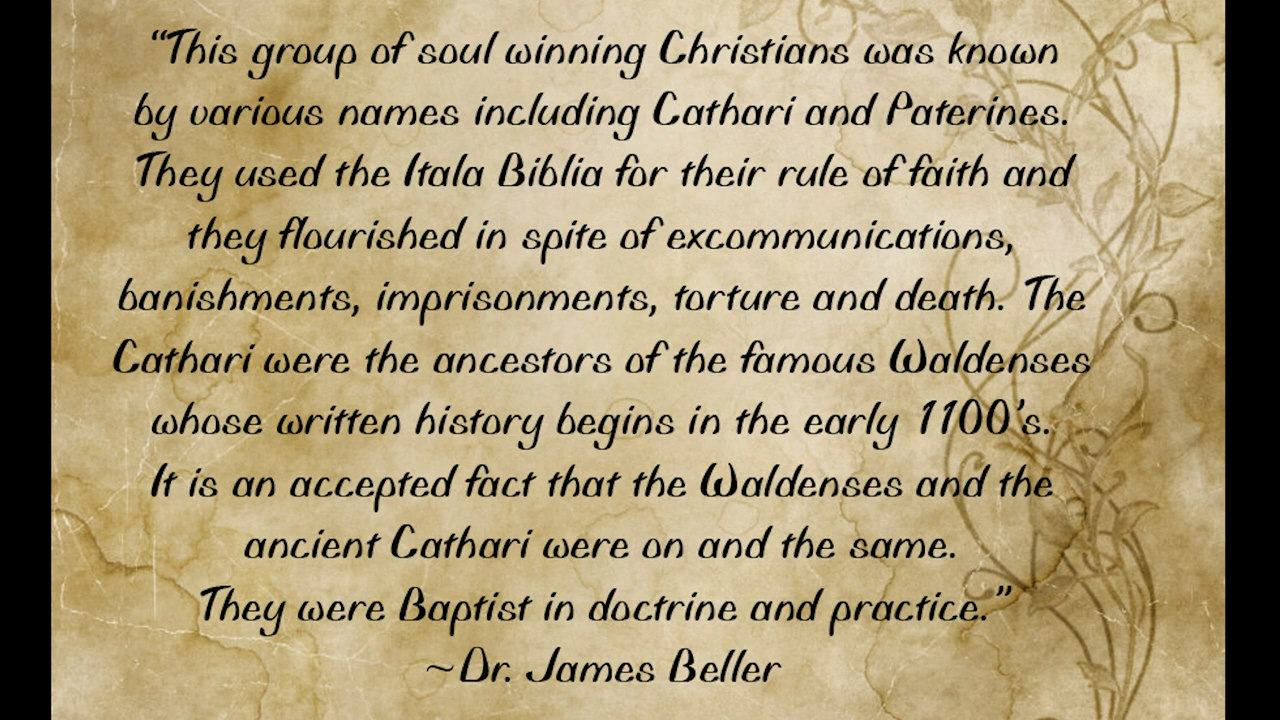 “This group of soul winning Christians was known
by various names including Cathari and Paterines.
They used the Itala Biblia for their rule of faith and
they flourished in spite of excommunications,
banishments, imprisonments, torture and death. The
Cathari were the ancestors of the famous Waldenses
whose written history begins in the early 1100’s.
It is an accepted fact that the Waldenses and the
ancient Cathari were on and the same.
They were Baptist in doctrine and practice.”
~Dr. James Beller